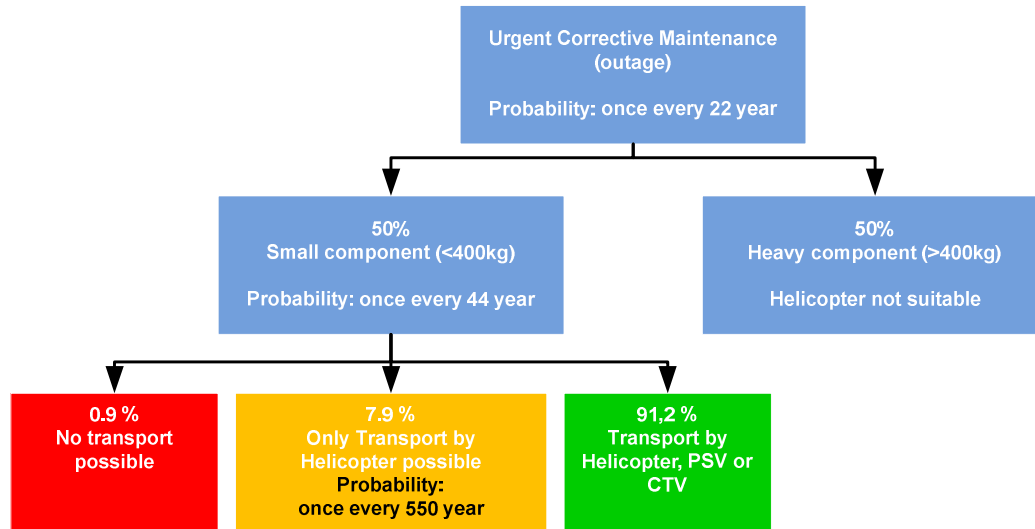 Urgent Corrective Maintenance
(outage)
Probability: once every 22 year
50%
Small component (<400kg)
Probability: once every 44 year
50%
Heavy component (>400kg)
Helicopter not suitable
0.9 %
No transport
possible
7.9 %
Only Transport by
Helicopter possible
Probability:
once every 550 year
91,2 %
Transport by
Helicopter, PSV or
CTV